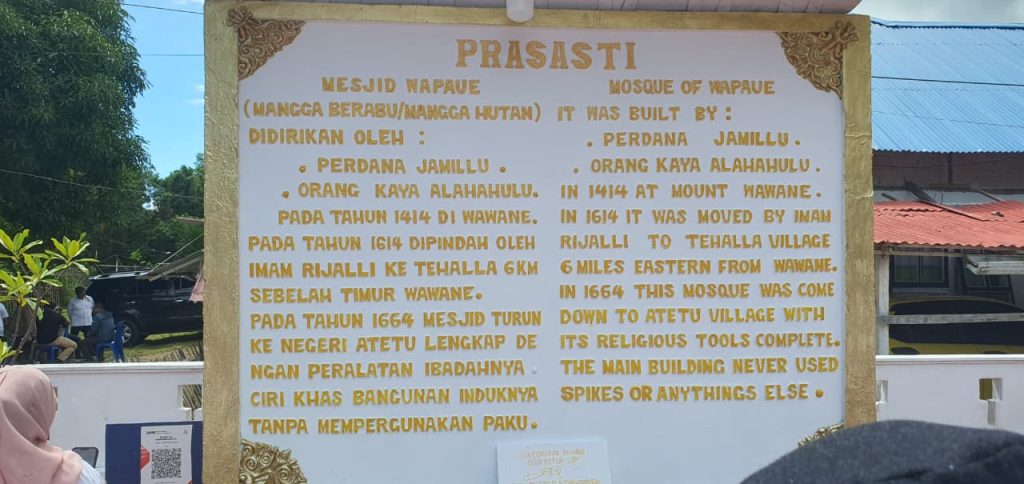 PRASASTI
MESJID WAPAUE
(MANGGA BERABU/MANGGA HUTAN)
DIDIRIKAN OLEH :
. PERDANA JAMILLU .
. ORANG KAYA ALAHAHULU.
PADA TAHUN 1414 DI WAWANE.
PADA TAHUN 1614 DIPINDAH OLEH
IMAM RIJALLI KE TEHALLA 6KM
SEBELAH TIMUR WAWANE.
PADA TAHUN 1664 MESJID TURUN
KE NEGERI ATETU LENGKAP DE
NGAN PERALATAN IBADAHNYA
CIRI KHAS BANGUNAN INDUKNYA
TANPA MEMPERGUNAKAN PAKU.
MOSQUE OF WAPAUE
IT WAS BUILT BY :
. PERDANA JAMILLU .
. ORANG KAYA ALAHAHULU .
IN 1414 AT MOUNT WAWANE.
IN 1614 IT WAS MOVED BY IMAM
RIJALLI TO TEHALLA VILLAGE
6 MILES EASTERN FROM WAWANE.
IN 1664 THIS MOSQUE WAS COME
DOWN TO ATETU VILLAGE WITH
ITS RELIGIOUS TOOLS COMPLETE.
THE MAIN BUILDING NEVER USED
SPIKES OR ANYTHINGS ELSE .